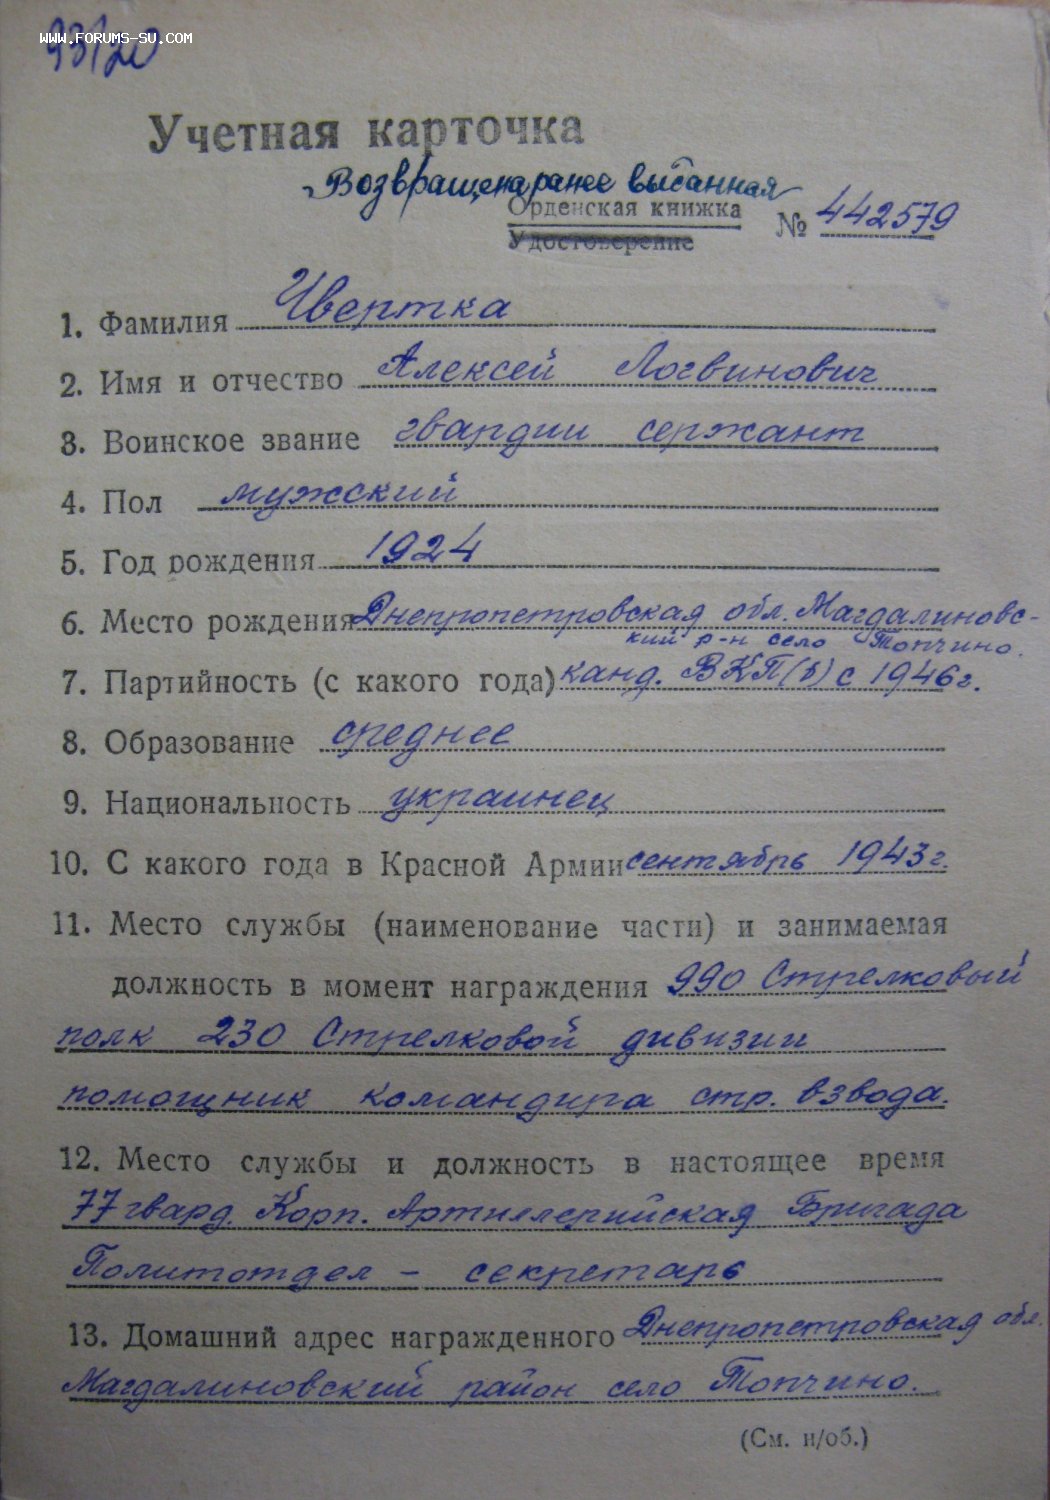 WWW.FORUMS-SU.COM
93/20
Учетная карточка
Возвращена ранее выданная
Орденская книжка
Удостоверение
№ 442579
1. Фамилия Чвертка
2. Имя и отчество Алексей Логвинович
3. Воинское звание гвардии сержант
4. Пол мужский
5. Год рождения 1924
6. Место рождения Днепропетровская обл. Магдалиновс-
кий р-н село Топчино.
7. Партийность (с какого года) канд. ВКП(б) с 1946г.
8. Образование среднее
9. Национальность украинец
10. С какого года в Красной Армии сентябрь 1943г.
11. Место службы (наименование части) и занимаемая
должность в момент награждения 990 Стрелковый
полк 230 Стрелковой дивизии
помощник командира стр. взвода.
12. Место службы и должность в настоящее время
77 гвард. Корп. Артиллерийская Бригада
Политотдел - секретарь
13. Домашний адрес награжденного Днепропетровская обл.
Магдалиновский район село Топчино.
(См. н/об.)